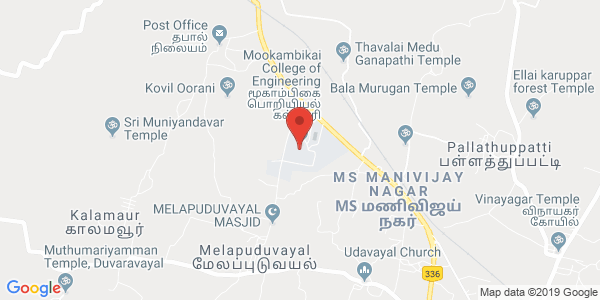 Post Office
தபால்
நிலையம்
Mookambikai
College of
Engineering
மூகாம்பிகை
பொறியியல்
Thavalai Medu
Ganapathi Temple
Kovil Oorani
Bala Murugan Temple
Ellai karuppar
forest Temple
Sri Muniyandavar
Temple
Pallathuppatti
பள்ளத்துப்பட்டி
MS MANIVIJAY
NAGAR
MS மணிவிஜய்
நகர்
Vinayagar Temple
விநாயகர்
கோயில்
Kalamaur
காலமவூர்
MELAPUDUVAYAL
MASJID
Muthumariyamman
Temple, Duvaravayal
Melapuduvayal
மேலப்புடுவயல்
Udavayal Church
336
Google
Map data ©2019 Google